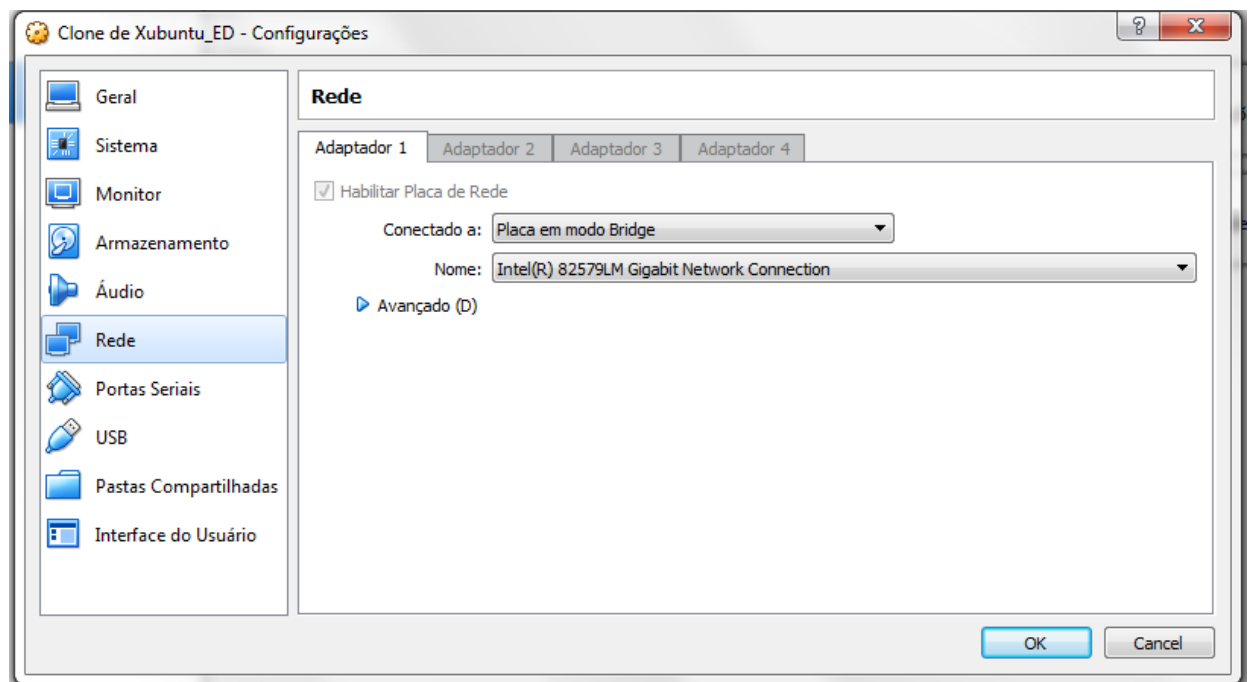 Clone de Xubuntu_ED - Configurações
Geral
Sistema
Monitor
Armazenamento
Áudio
Rede
Portas Seriais
USB
Pastas Compartilhadas
Interface do Usuário
Rede
Adaptador 1 Adaptador 2 Adaptador 3 Adaptador 4
Habilitar Placa de Rede
Conectado a: Placa em modo Bridge
Nome: Intel(R) 82579LM Gigabit Network Connection
Avançado (D)
OK Cancel